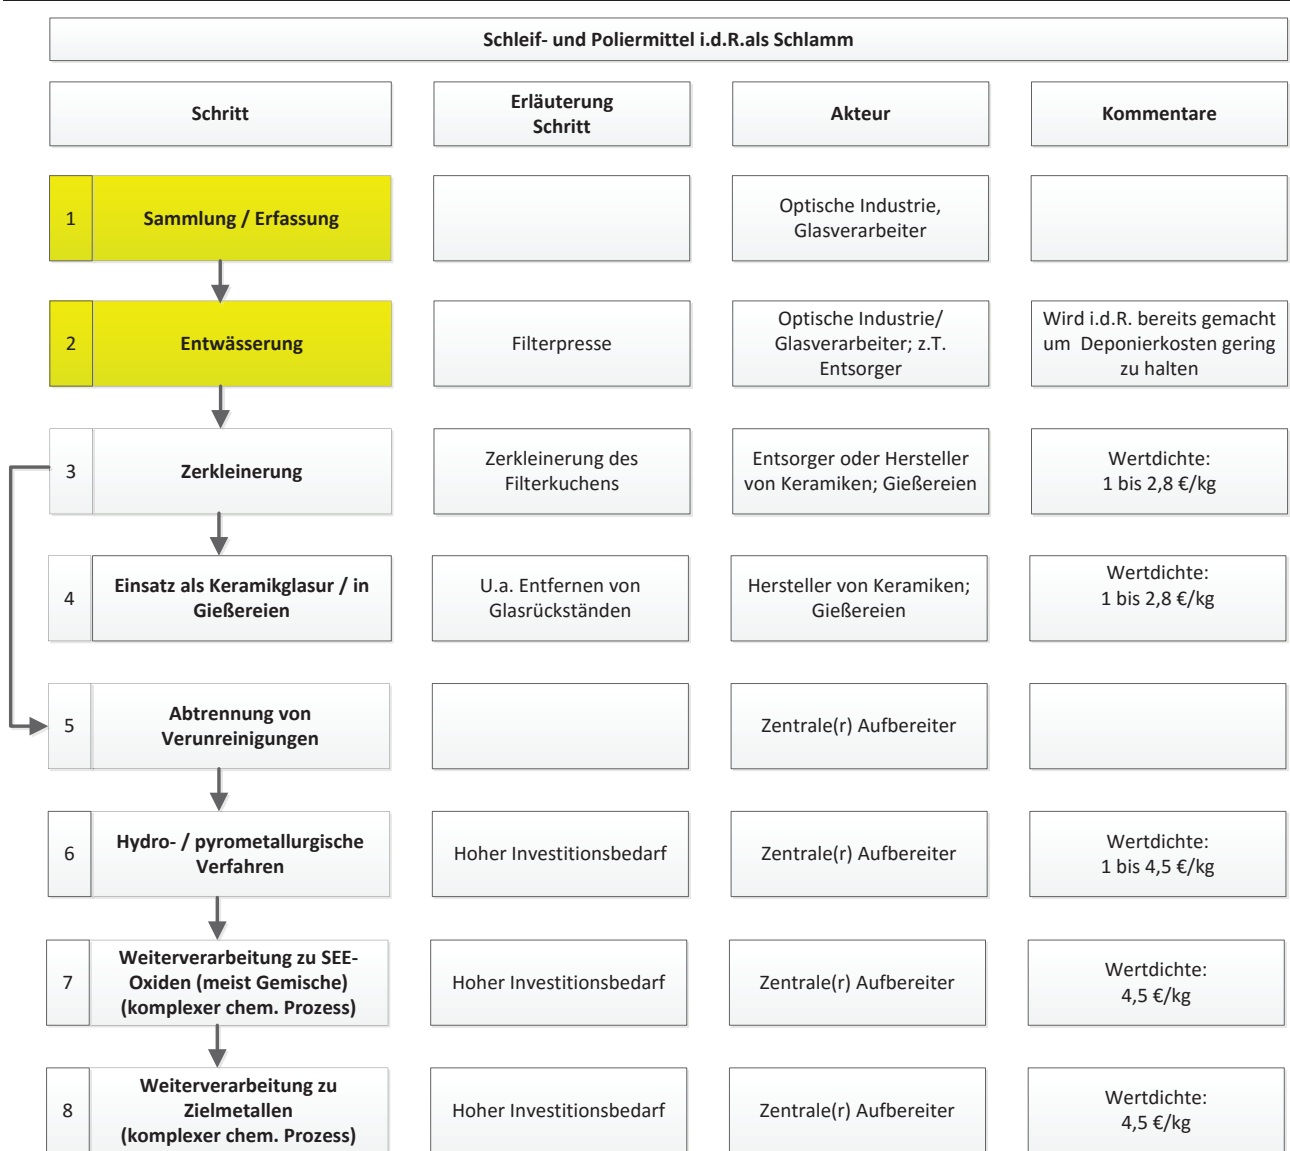 Schleif- und Poliermittel i.d.R.als Schlamm
Schritt
Erläuterung
Schritt
Akteur
Kommentare
1
Sammlung / Erfassung
Optische Industrie,
Glasverarbeiter
2
Entwässerung
Filterpresse
Optische Industrie/
Glasverarbeiter; z.T.
Entsorger
Wird i.d.R. bereits gemacht
um Deponierkosten gering
zu halten
3
Zerkleinerung
Zerkleinerung des
Filterkuchens
Entsorger oder Hersteller
von Keramiken; Gießereien
Wertdichte:
1 bis 2,8 €/kg
4
Einsatz als Keramikglasur / in
Gießereien
U.a. Entfernen von
Glasrückständen
Hersteller von Keramiken;
Gießereien
Wertdichte:
1 bis 2,8 €/kg
5
Abtrennung von
Verunreinigungen
Zentrale(r) Aufbereiter
6
Hydro- / pyrometallurgische
Verfahren
Hoher Investitionsbedarf
Zentrale(r) Aufbereiter
Wertdichte:
1 bis 4,5 €/kg
7
Weiterverarbeitung zu SEE-
Oxiden (meist Gemische)
(komplexer chem. Prozess)
Hoher Investitionsbedarf
Zentrale(r) Aufbereiter
Wertdichte:
4,5 €/kg
8
Weiterverarbeitung zu
Zielmetallen
(komplexer chem. Prozess)
Hoher Investitionsbedarf
Zentrale(r) Aufbereiter
Wertdichte:
4,5 €/kg